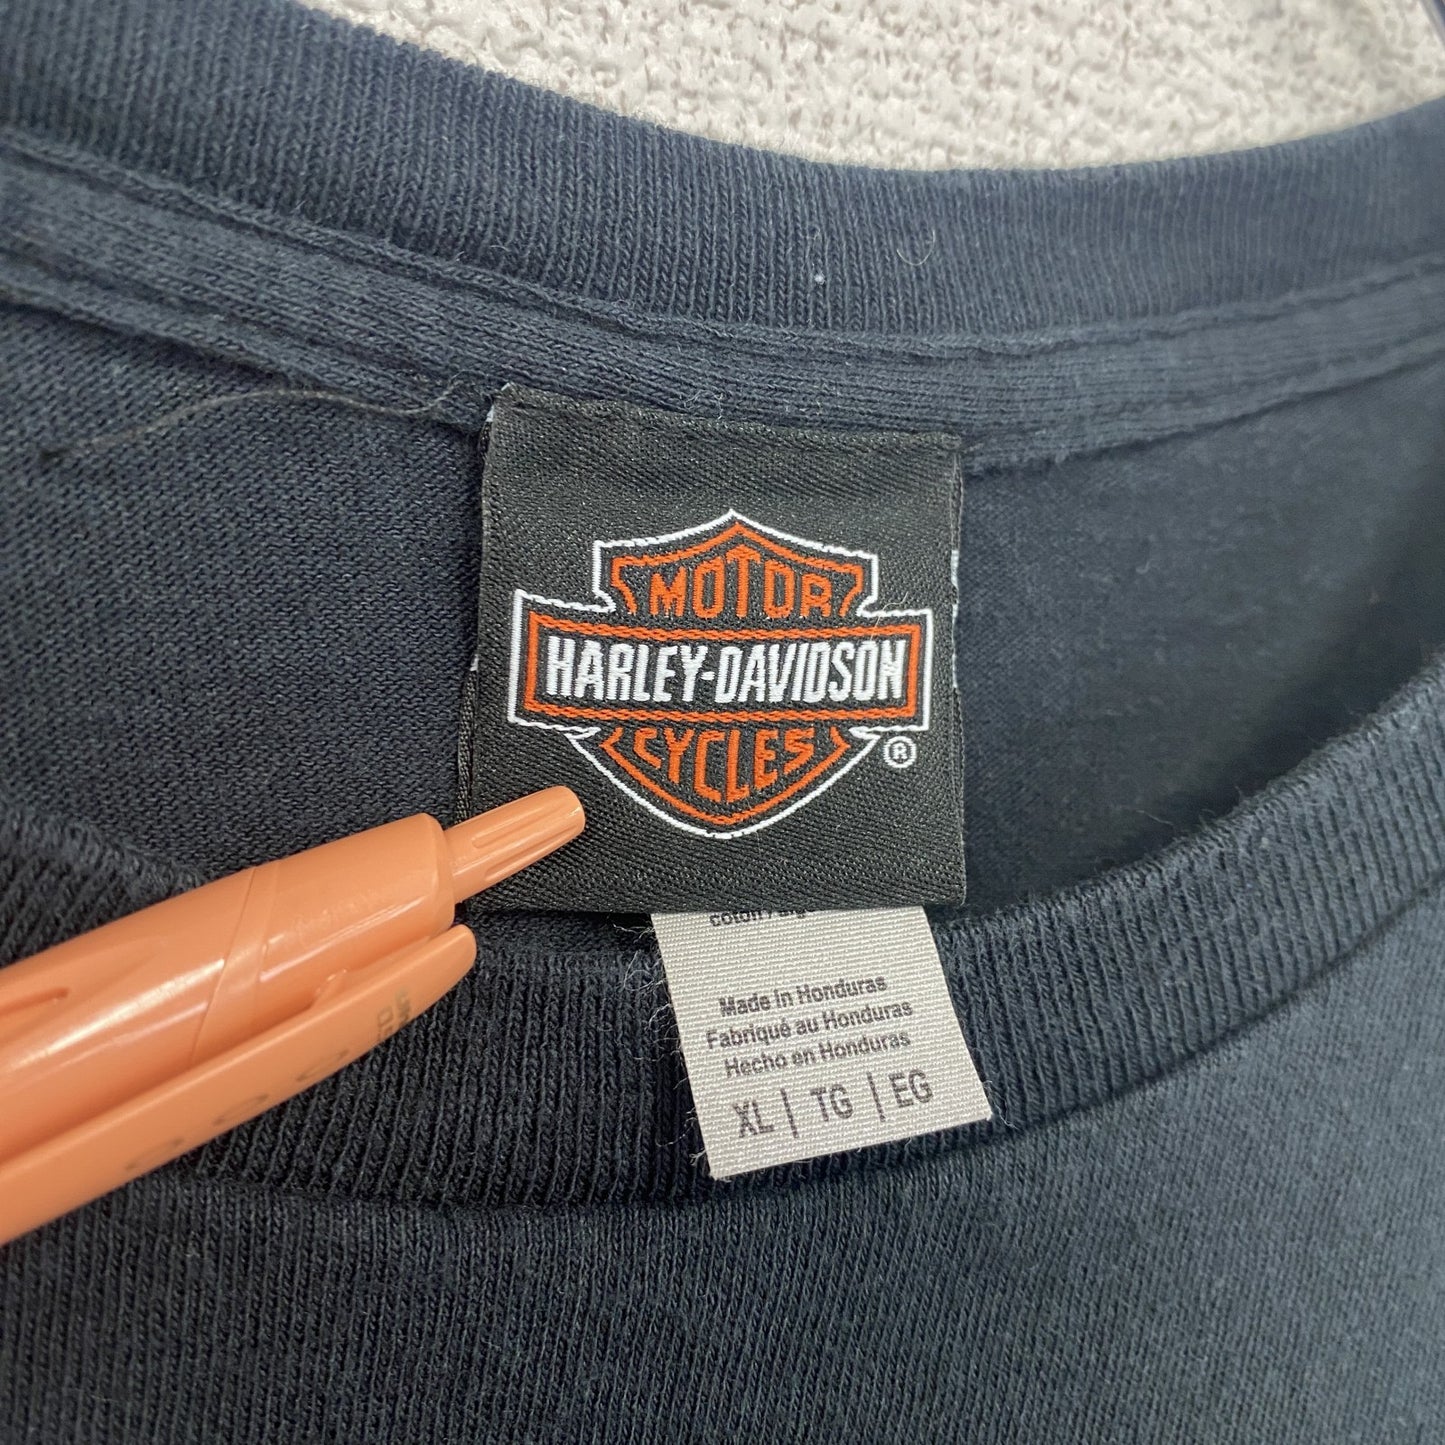 MOTOR
HARLEY-DAVIDSON
CYCLES
®
Made in Honduras
Fabriqué au Honduras
Hecho en Honduras
XL | TG | EG